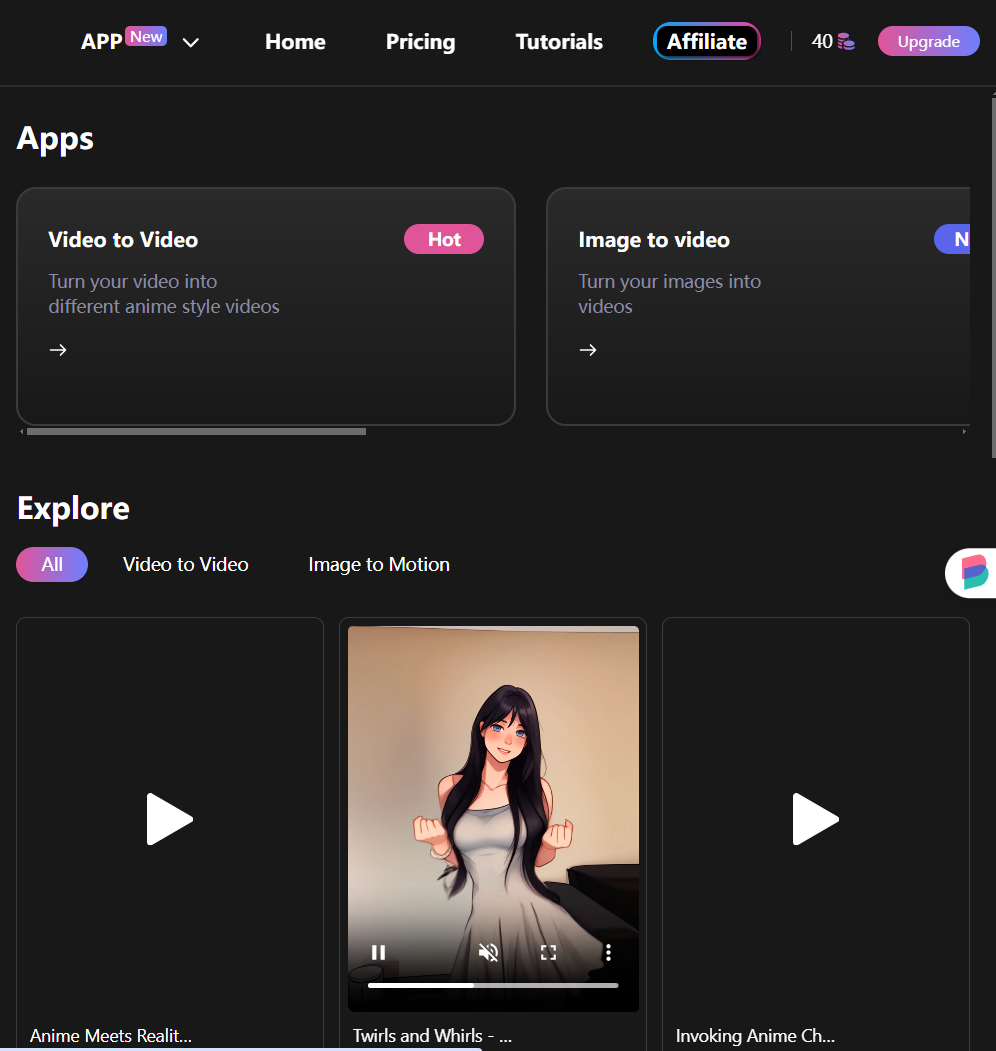 APP New Home Pricing Tutorials Affiliate 40 Upgrade
Apps
Video to Video Hot
Turn your video into
different anime style videos
Image to video N
Turn your images into
videos
Explore
All Video to Video Image to Motion
Anime Meets Realit... Twirls and Whirls - ... Invoking Anime Ch...